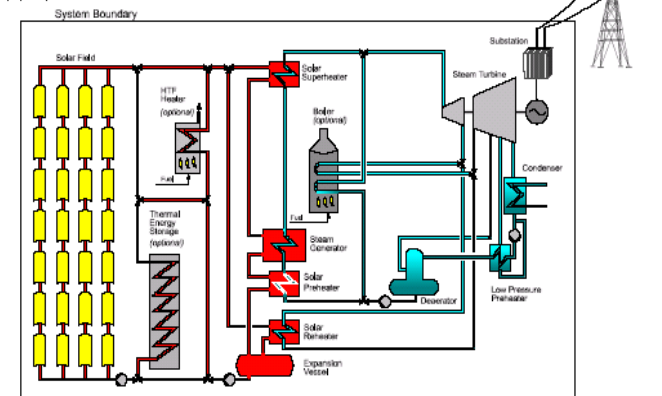 System Boundary
Solar Field
HTF
Heater
(optional)
Fuel
Thermal
Energy
Storage
(optional)
Solar
Superheater
Boiler
(optional)
Fuel
Steam
Generator
Solar
Preheater
Solar
Reheater
Expansion
Vessel
Deaerator
Low Pressure
Preheater
Condenser
Steam Turbine
Substation